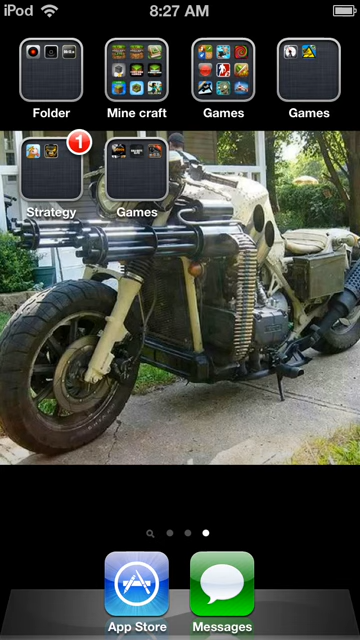 iPod 8:27 AM
Folder Mine craft Games Games
1
Strategy Games
App Store Messages